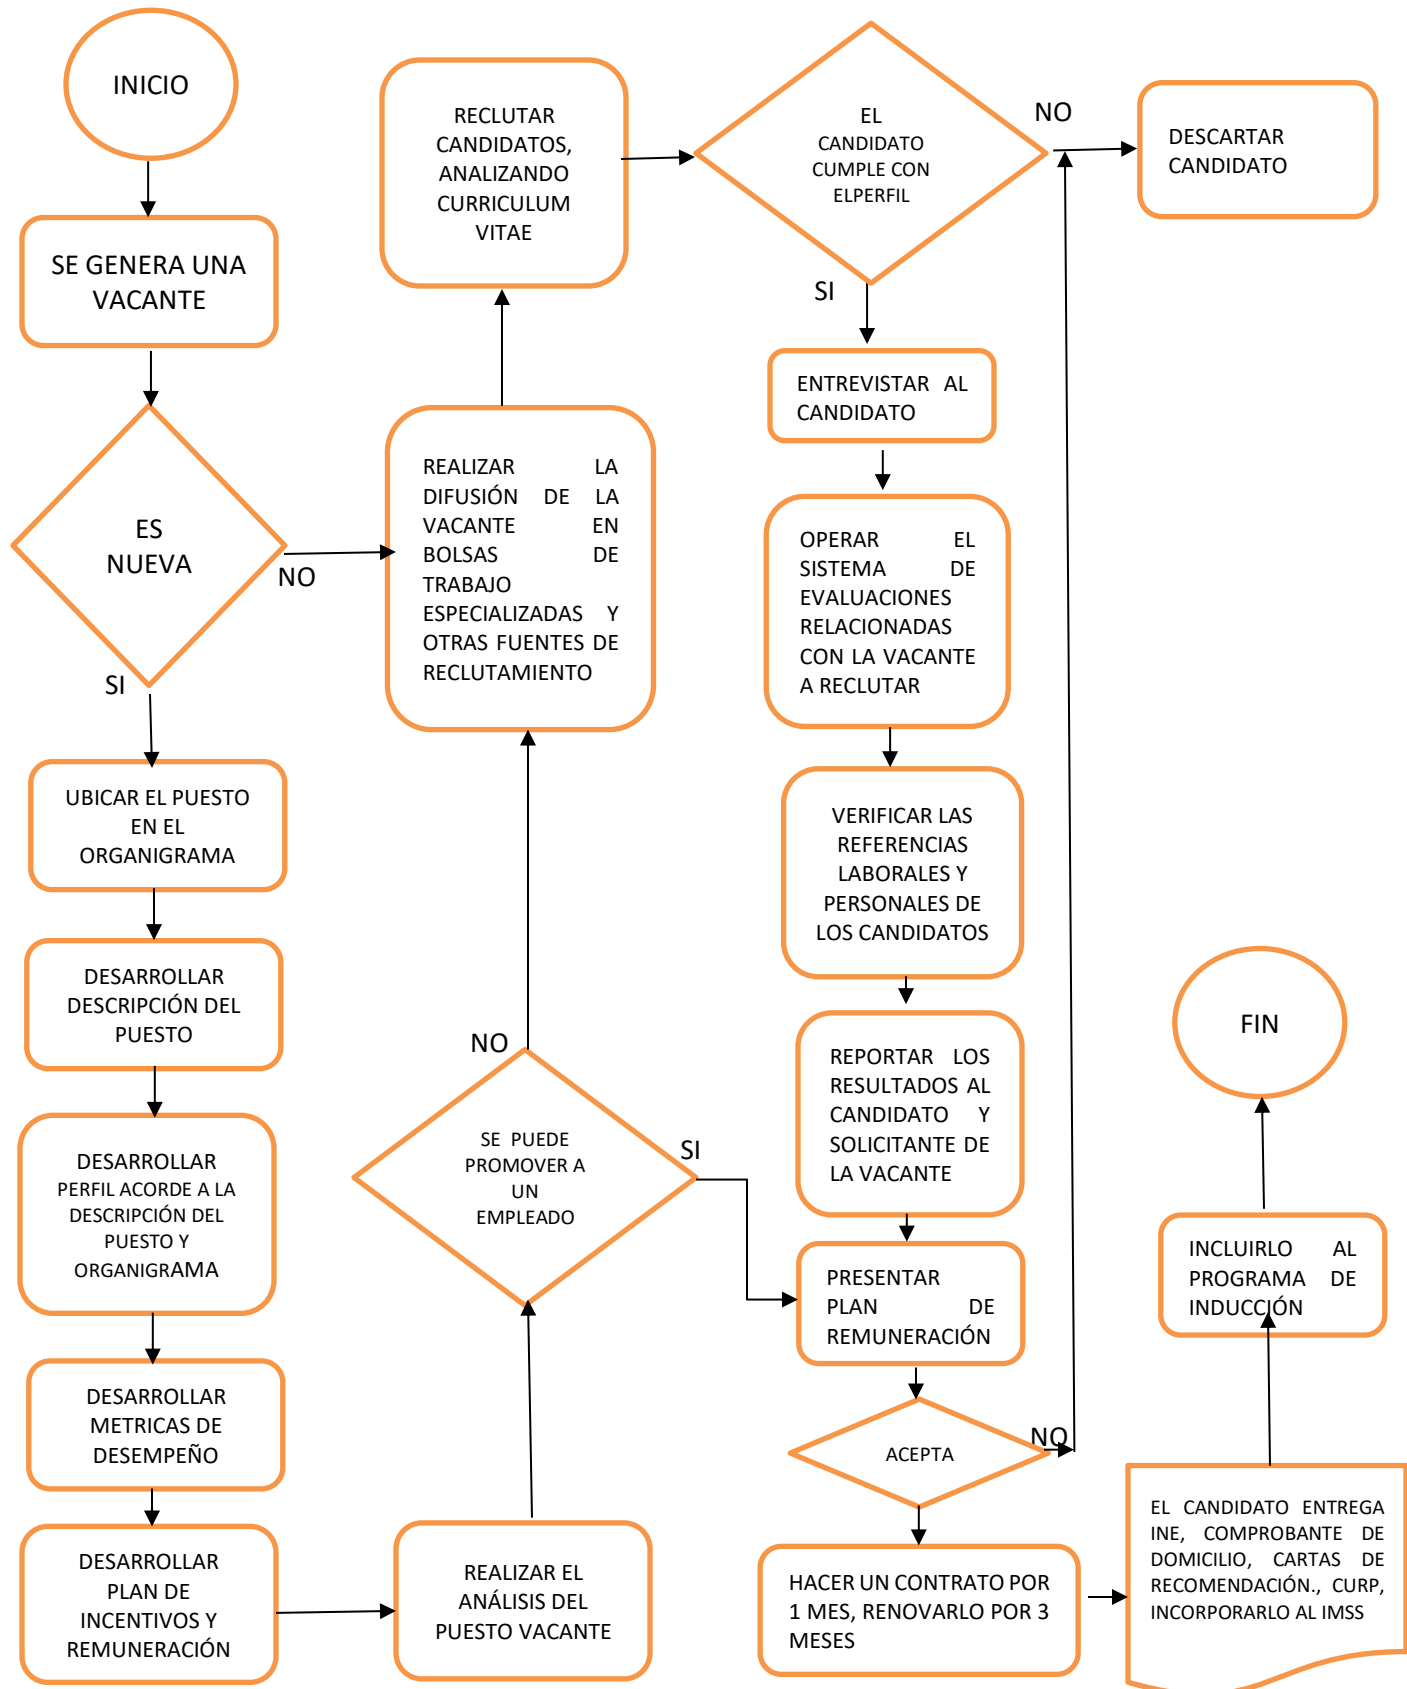 INICIO
SE GENERA UNA
VACANTE
ES
NUEVA
NO
SI
UBICAR EL PUESTO
EN EL
ORGANIGRAMA
DESARROLLAR
DESCRIPCIÓN DEL
PUESTO
DESARROLLAR
PERFIL ACORDE A LA
DESCRIPCIÓN DEL
PUESTO Y
ORGANIGRAMA
DESARROLLAR
METRICAS DE
DESEMPEÑO
DESARROLLAR
PLAN DE
INCENTIVOS Y
REMUNERACIÓN
REALIZAR EL
ANÁLISIS DEL
PUESTO VACANTE
SE PUEDE
PROMOVER A
UN
EMPLEADO
NO
SI
REALIZAR LA
DIFUSIÓN DE LA
VACANTE EN
BOLSAS DE
TRABAJO
ESPECIALIZADAS Y
OTRAS FUENTES DE
RECLUTAMIENTO
RECLUTAR
CANDIDATOS,
ANALIZANDO
CURRICULUM
VITAE
EL
CANDIDATO
CUMPLE CON
ELPERFIL
NO
DESCARTAR
CANDIDATO
SI
ENTREVISTAR AL
CANDIDATO
OPERAR EL
SISTEMA DE
EVALUACIONES
RELACIONADAS
CON LA VACANTE
A RECLUTAR
VERIFICAR LAS
REFERENCIAS
LABORALES Y
PERSONALES DE
LOS CANDIDATOS
REPORTAR LOS
RESULTADOS AL
CANDIDATO Y
SOLICITANTE DE
LA VACANTE
PRESENTAR
PLAN DE
REMUNERACIÓN
ACEPTA
NO
HACER UN CONTRATO POR
1 MES, RENOVARLO POR 3
MESES
EL CANDIDATO ENTREGA
INE, COMPROBANTE DE
DOMICILIO, CARTAS DE
RECOMENDACIÓN., CURP,
INCORPORARLO AL IMSS
INCLUIRLO AL
PROGRAMA DE
INDUCCIÓN
FIN